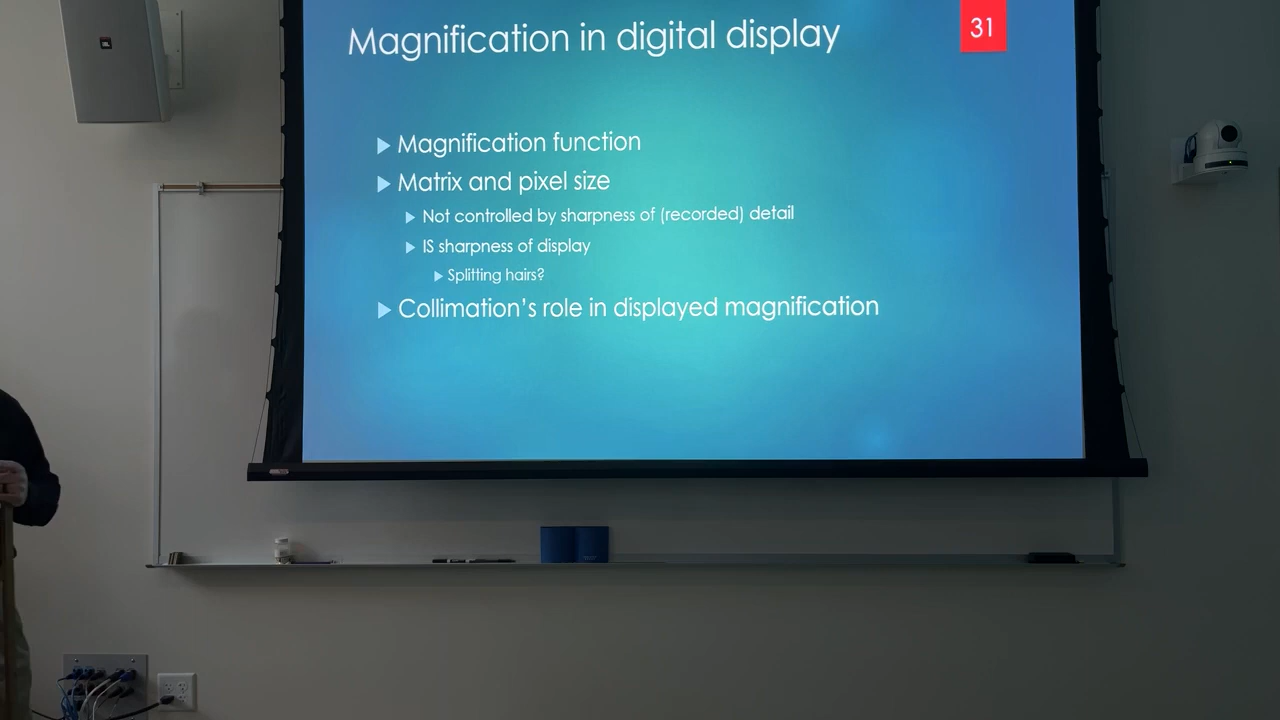 Magnification in digital display
31
Magnification function
Matrix and pixel size
Not controlled by sharpness of (recorded) detail
IS sharpness of display
Splitting hairs?
Collimation's role in displayed magnification
JBL